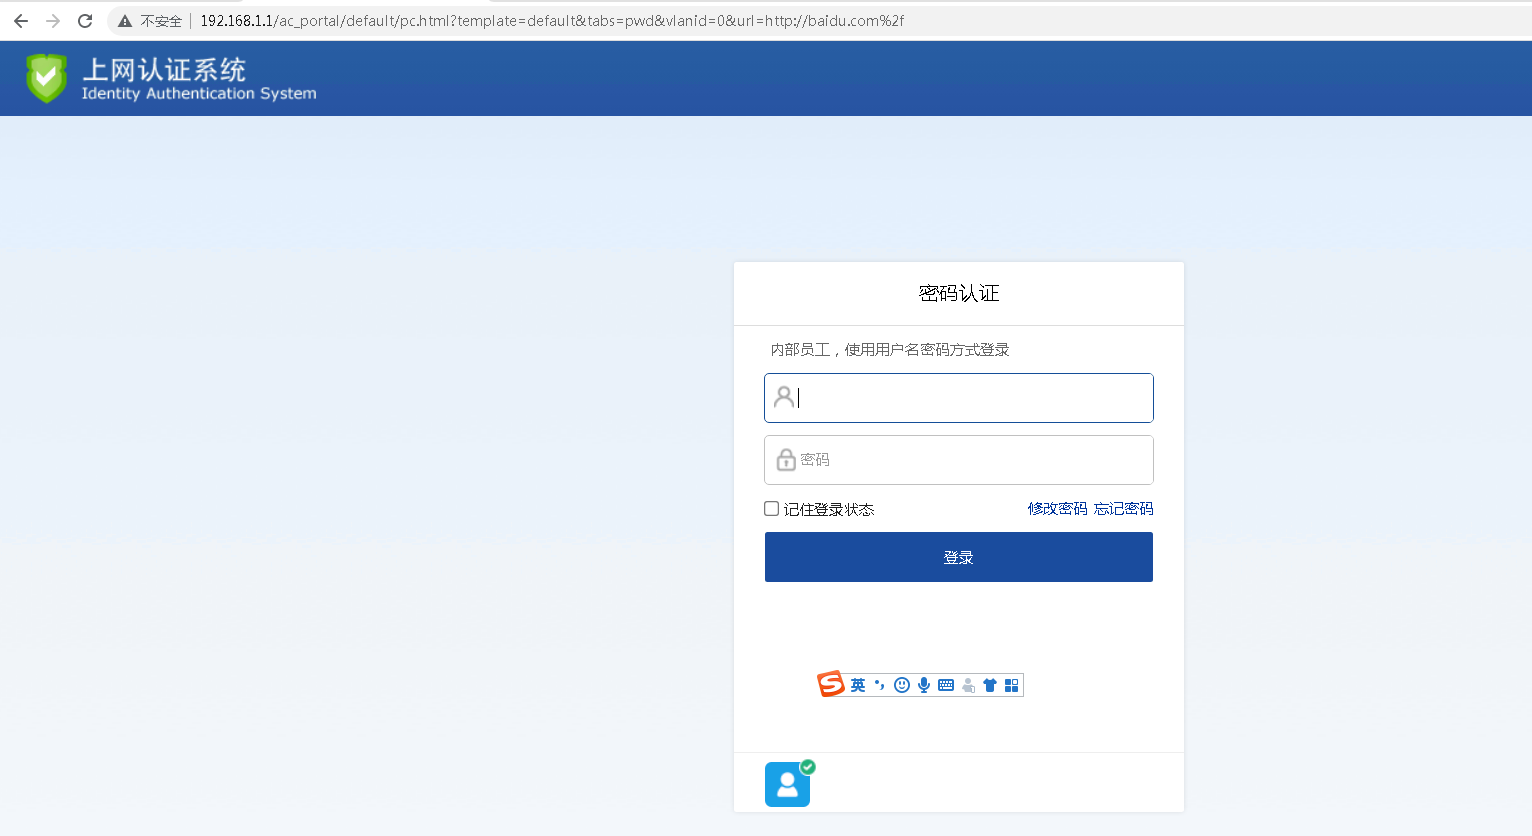 不安全 | 192.168.1.1/ac_portal/default/pc.html?template=default&tabs=pwd&vlanid=0&url=http://baidu.com%2f
上网认证系统
Identity Authentication System
密码认证
内部员工，使用用户名密码方式登录
密码
记住登录状态 修改密码 忘记密码
登录
S 英